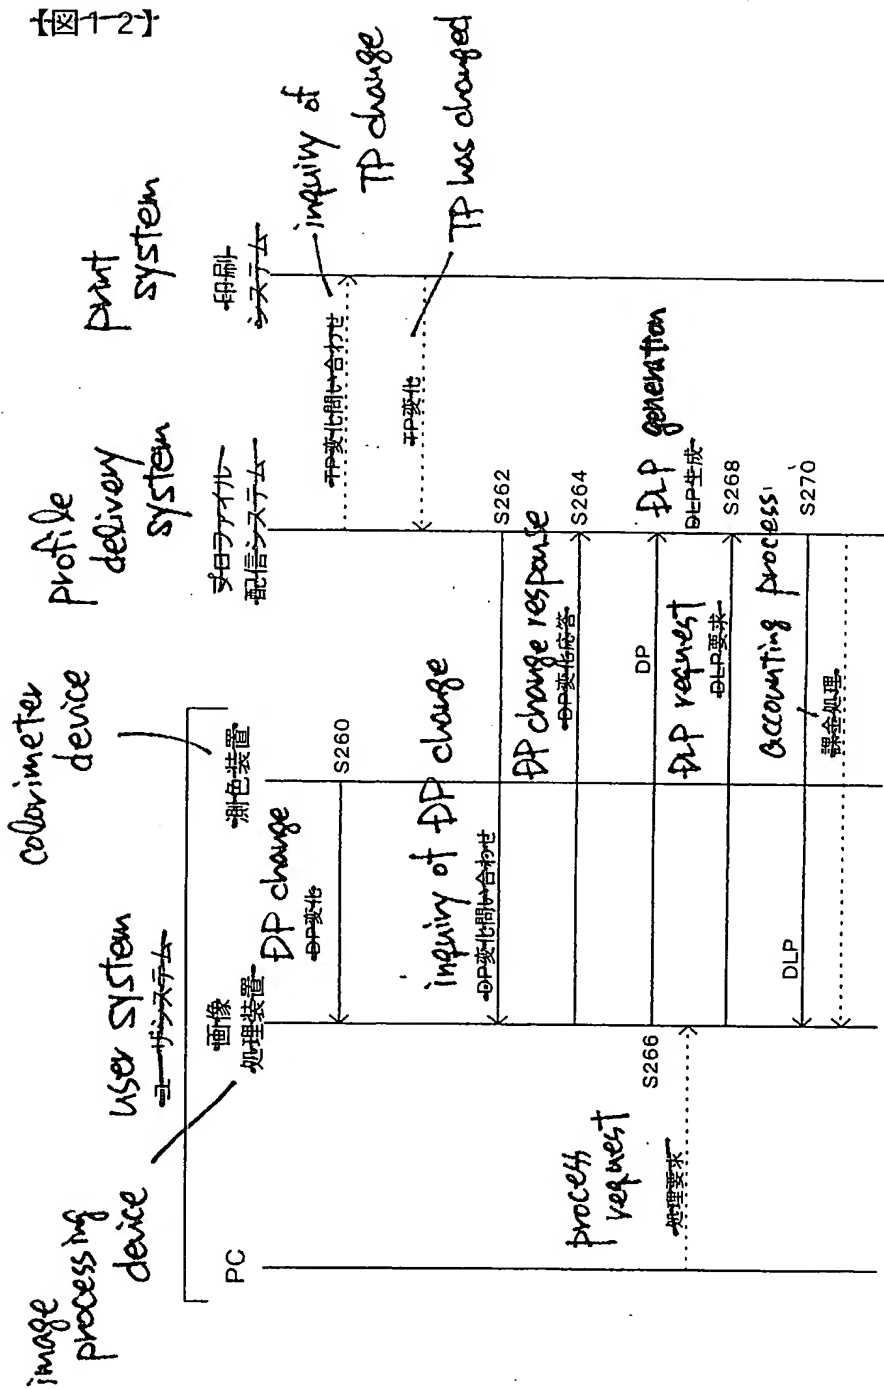 【図12】
image
processing
device
user system
ユーザシステム
colorimeter
device
profile
delivery
system
print
system
PC
画像
処理装置
測色装置
プロファイル
配信システム
印刷
システム
inquiry of
TP change
TP変化問い合わせ
TP has changed
TP変化
DP change
DP変化
S260
inquiry of DP change
DP変化問い合わせ
S262
DP change response
DP変化応答
S264
process
request
処理要求
S266
DP
DLP generation
DLP生成
DLP request
DLP要求
S268
DLP
S270
accounting process
課金処理